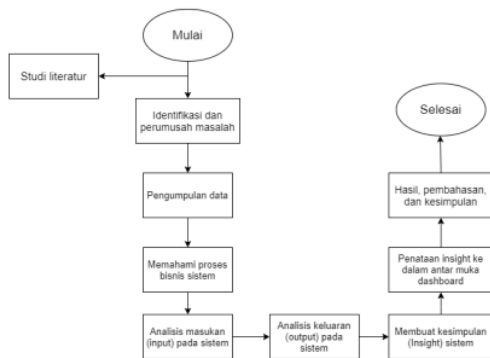 Mulai
Studi literatur
Identifikasi dan
perumusah masalah
Pengumpulan data
Memahami proses
bisnis sistem
Analisis masukan
(input) pada sistem
Analisis keluaran
(output) pada
sistem
Membuat kesimpulan
(Insight) sistem
Penataan insight ke
dalam antar muka
dashboard
Hasil, pembahasan,
dan kesimpulan
Selesai